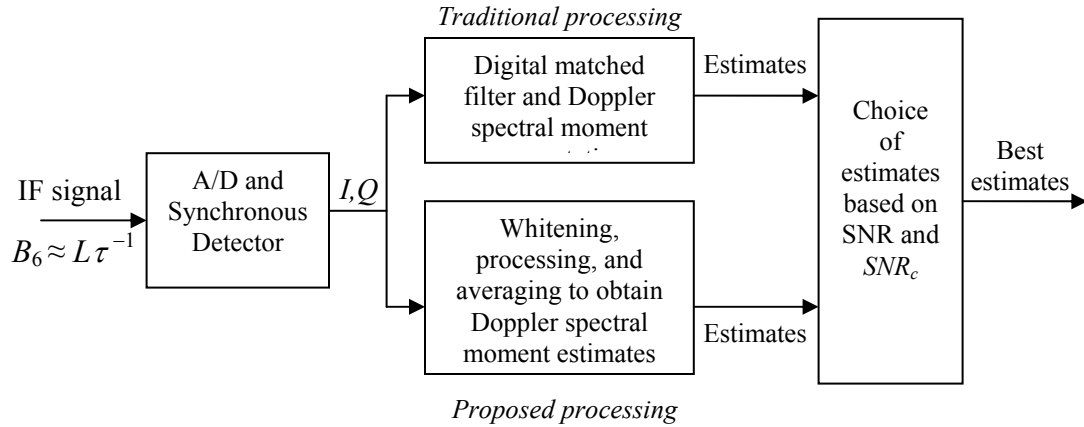 Traditional processing
IF signal
B₆ ≈ L τ⁻¹
A/D and
Synchronous
Detector
I,Q
Digital matched
filter and Doppler
spectral moment
Estimates
Whitening,
processing, and
averaging to obtain
Doppler spectral
moment estimates
Estimates
Proposed processing
Choice
of
estimates
based on
SNR and
SNR_c
Best
estimates